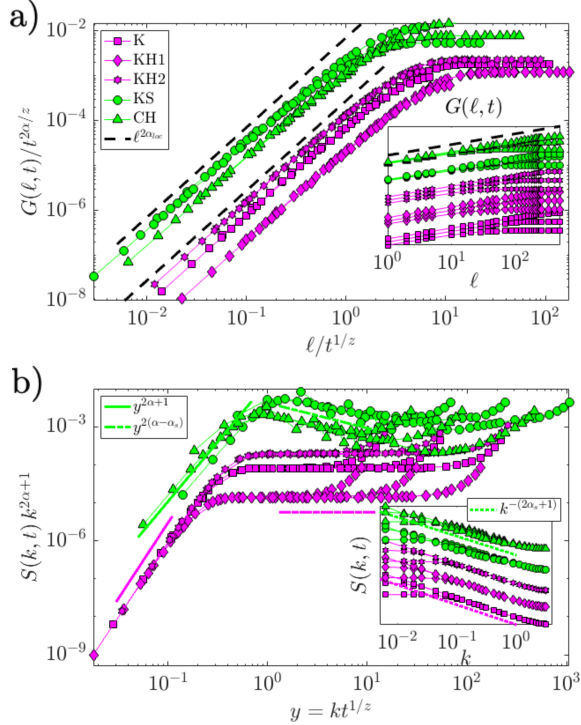 a)
10^{-2}
10^{-4}
10^{-6}
10^{-8}
G(ℓ, t)/t^{2α/z}
K
KH1
KH2
KS
CH
ℓ^{2α_{loc}}
G(ℓ, t)
10^0 10^1 10^2
ℓ
10^{-2} 10^{-1} 10^0 10^1 10^2
ℓ/t^{1/z}
b)
10^{-3}
10^{-6}
10^{-9}
S(k, t) k^{2α+1}
y^{2α+1}
y^{2(α-α_s)}
k^{-(2α_s+1)}
S(k, t)
10^{-2} 10^{-1} 10^0
k
10^{-1} 10^0 10^1 10^2 10^3
y = kt^{1/z}